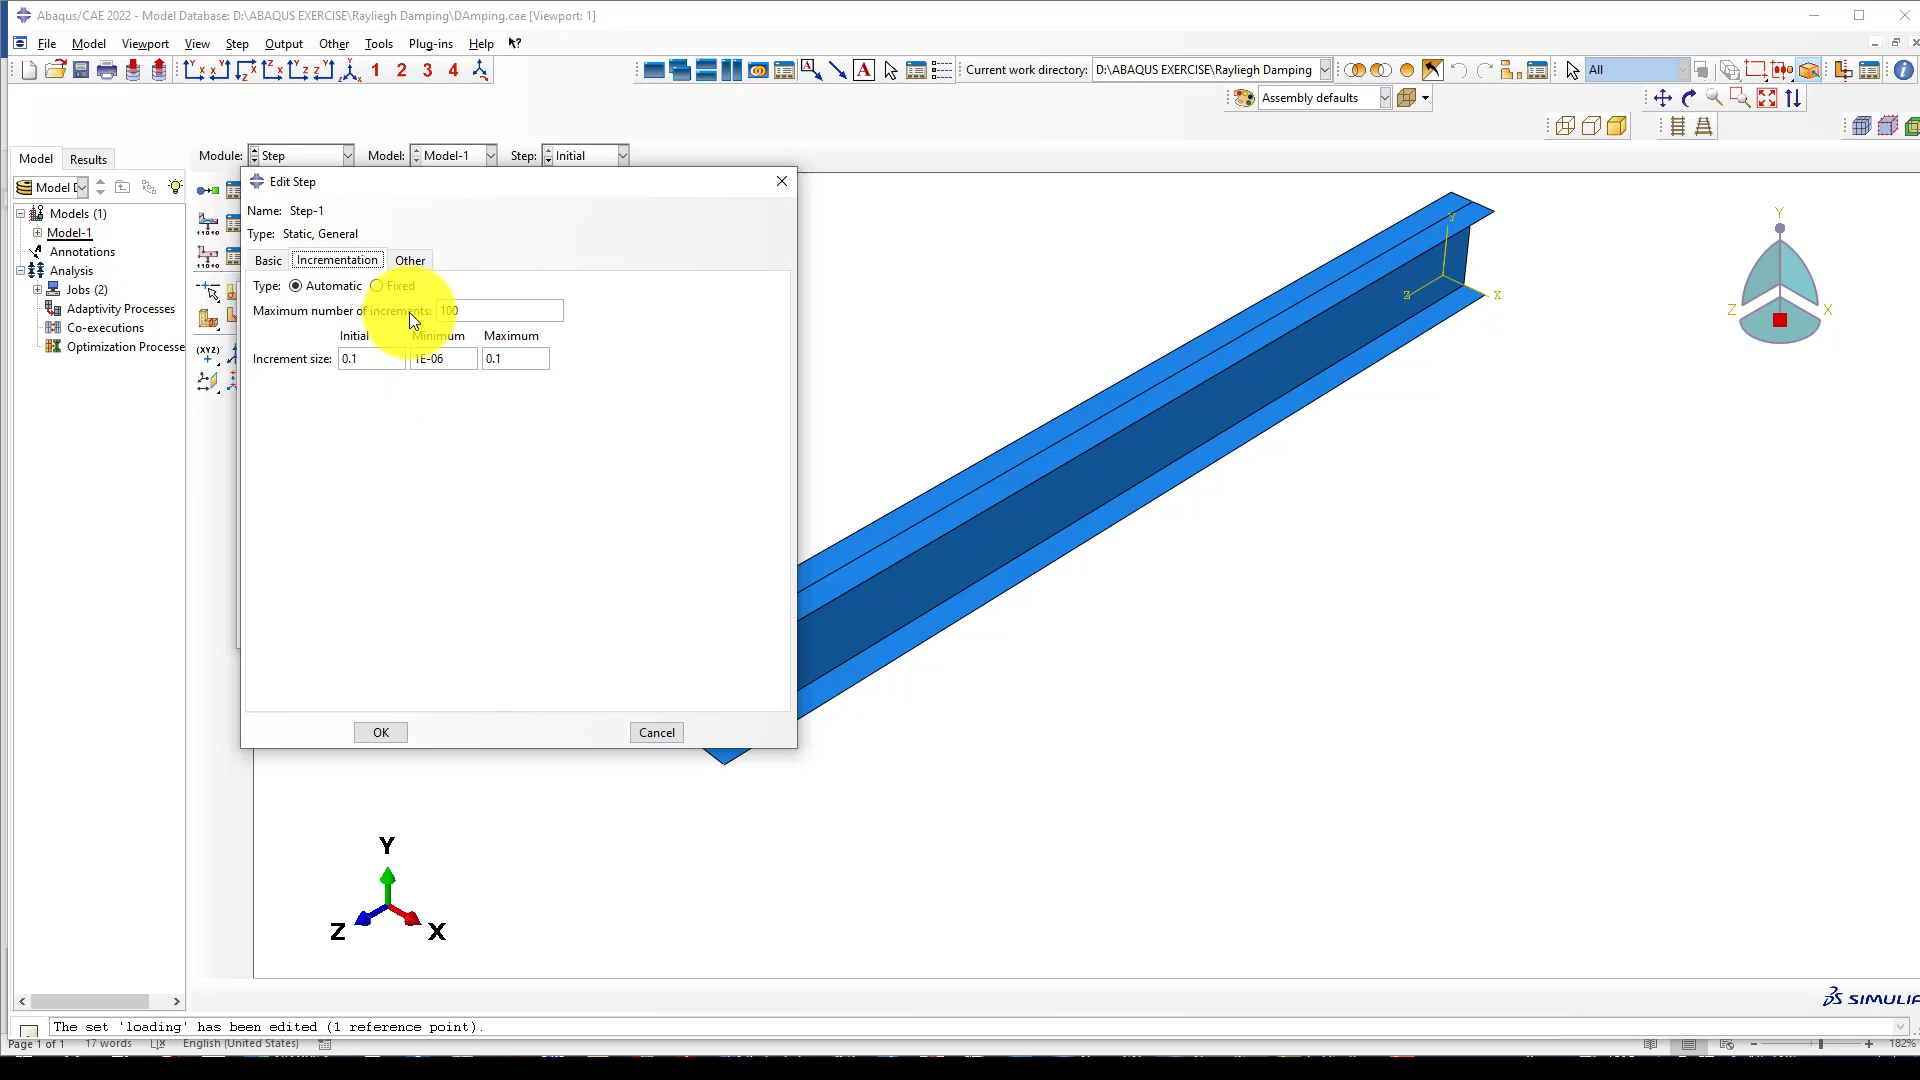 Abaqus/CAE 2022 - Model Database: D:\ABAQUS EXERCISE\Rayliegh Damping\DAmping.cae [Viewport: 1]
File Model Viewport View Step Output Other Tools Plug-ins Help
1 2 3 4
Current work directory: D:\ABAQUS EXERCISE\Rayliegh Damping
All
Assembly defaults
Model Results
Module: Step Model: Model-1 Step: Initial
Model D
Models (1)
Model-1
Annotations
Analysis
Jobs (2)
Adaptivity Processes
Co-executions
Optimization Processe
Edit Step
Name: Step-1
Type: Static, General
Basic Incrementation Other
Type: Automatic Fixed
Maximum number of increments: 100
Initial Minimum Maximum
Increment size: 0.1 1E-06 0.1
OK Cancel
Y
Z X
Y
Z X
Y
Z X
SIMULIA
The set 'loading' has been edited (1 reference point).
Page 1 of 1 17 words English (United States) 182%